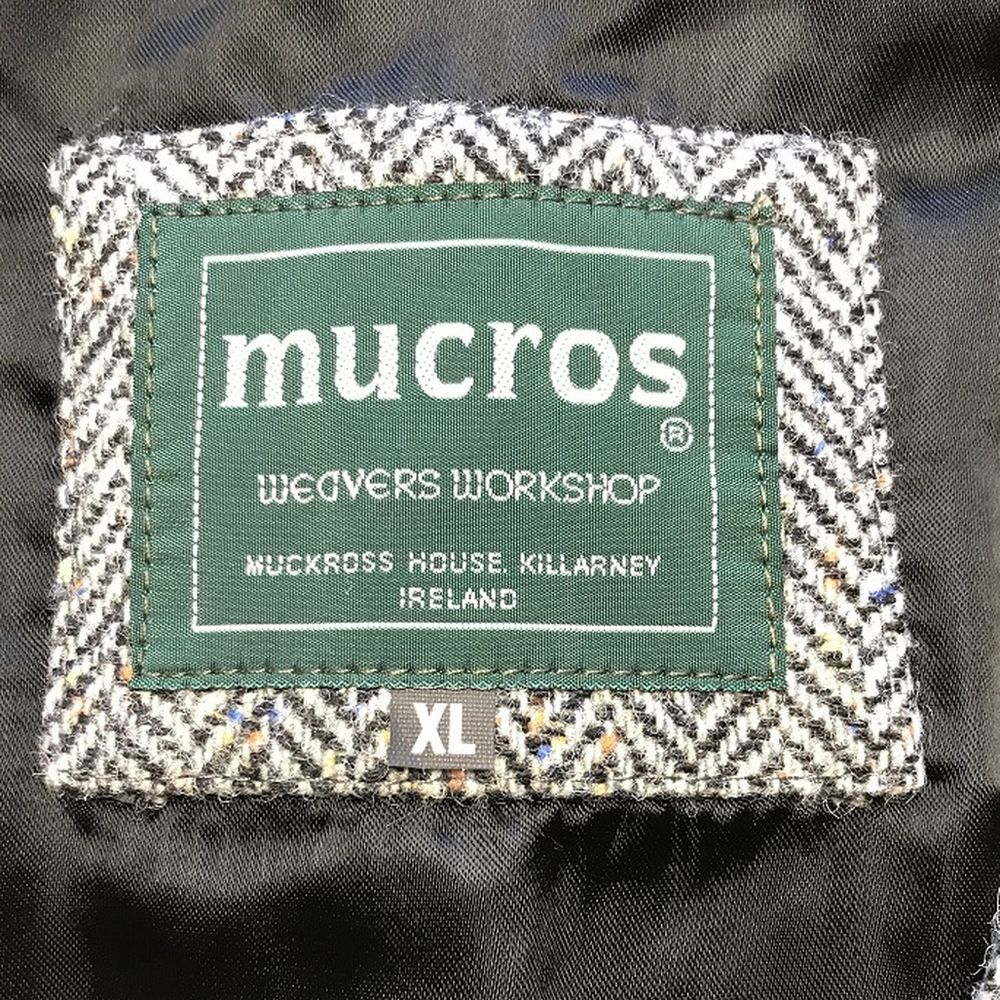 mucros
®
WEAVERS WORKSHOP
MUCKROSS HOUSE. KILLARNEY
IRELAND
XL